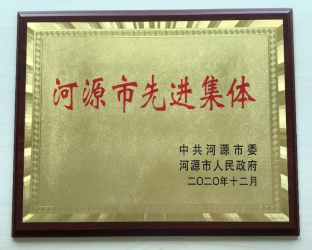 河源市先进集体
中共河源市委
河源市人民政府
二〇二〇年十二月